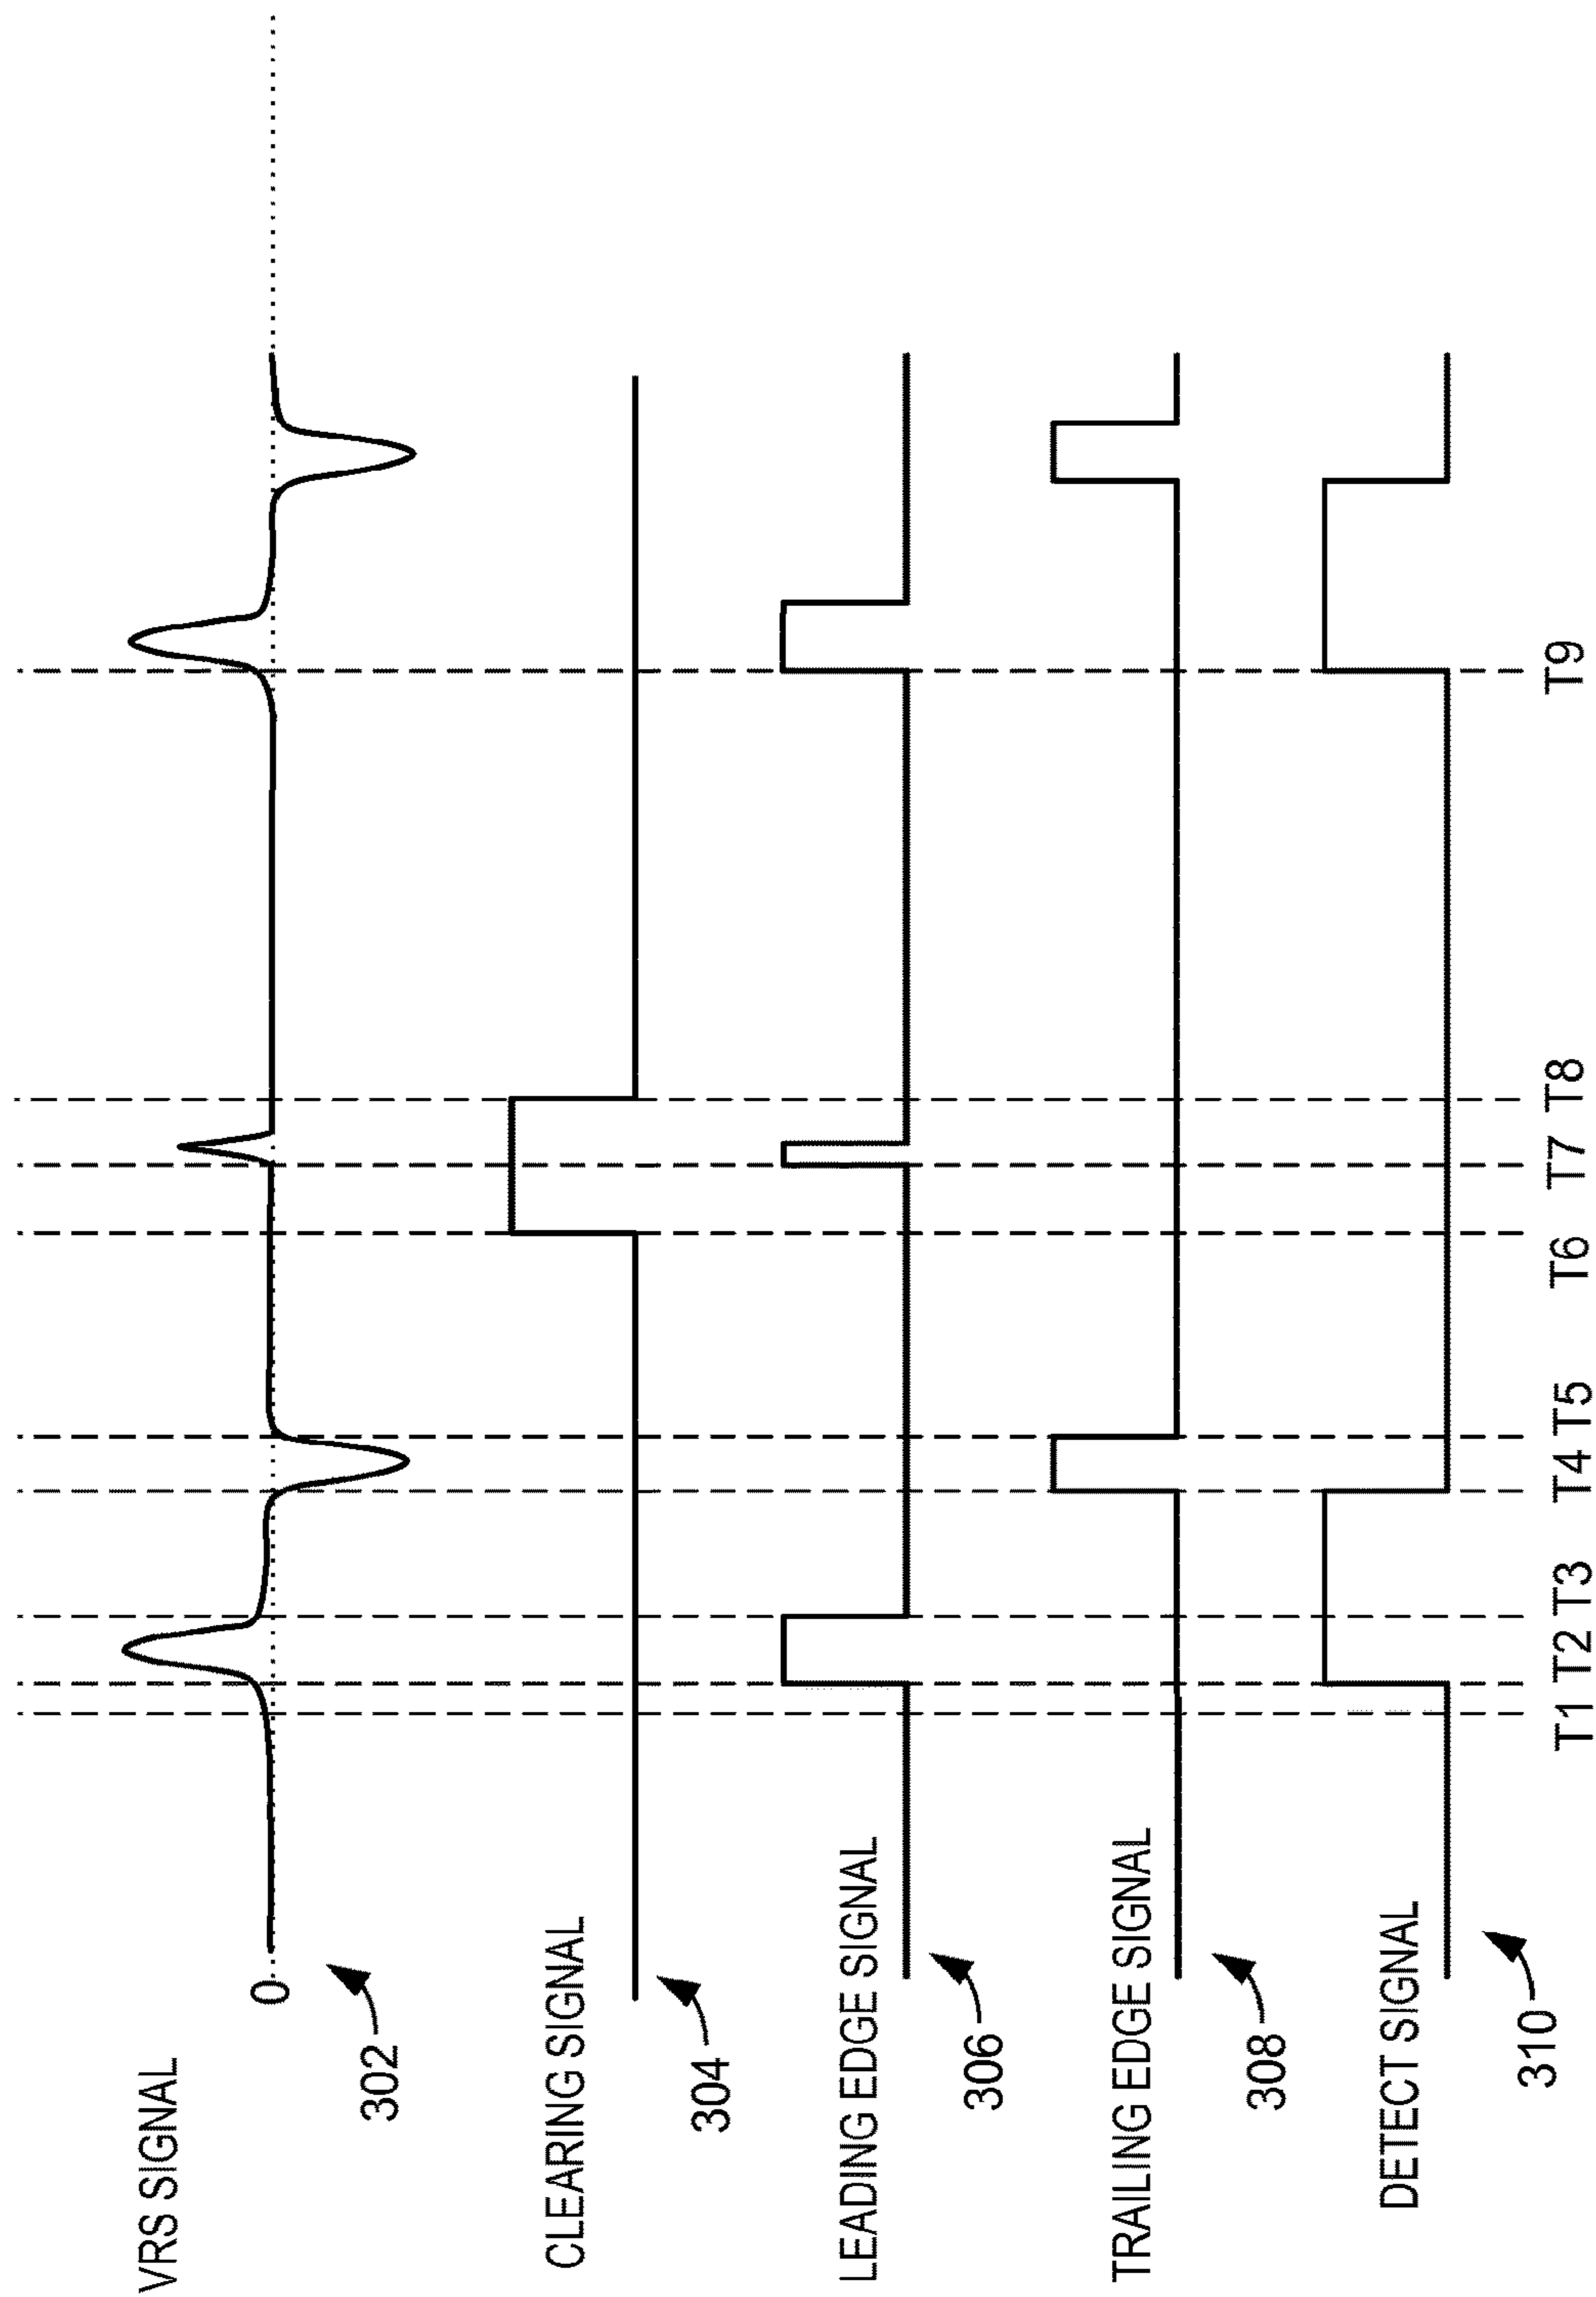 VRS SIGNAL
0
302
CLEARING SIGNAL
304
LEADING EDGE SIGNAL
306
TRAILING EDGE SIGNAL
308
DETECT SIGNAL
310
T1 T2 T3 T4 T5 T6 T7 T8 T9